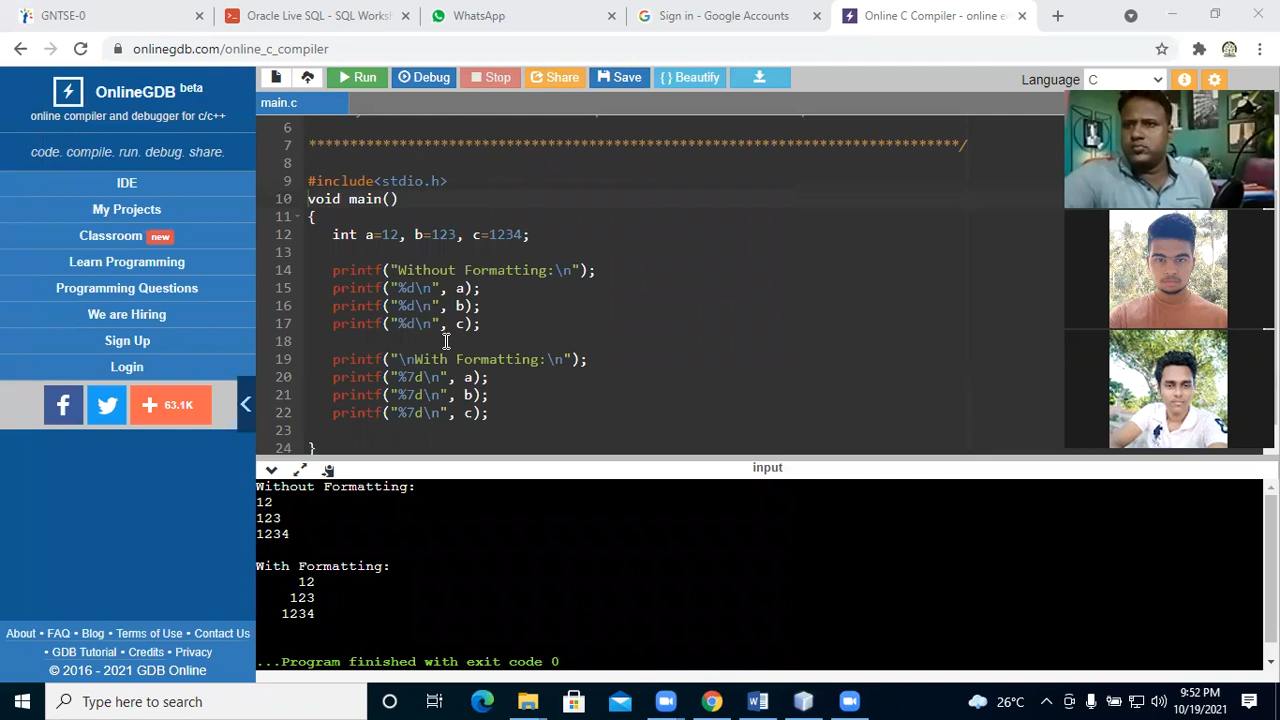 GNTSE-0
Oracle Live SQL - SQL Worksh
WhatsApp
Sign in - Google Accounts
Online C Compiler - online e
onlinegdb.com/online_c_compiler
OnlineGDB beta
online compiler and debugger for c/c++
code. compile. run. debug. share.
IDE
My Projects
Classroom new
Learn Programming
Programming Questions
We are Hiring
Sign Up
Login
63.1K
About • FAQ • Blog • Terms of Use • Contact Us
• GDB Tutorial • Credits • Privacy
© 2016 - 2021 GDB Online
Run
Debug
Stop
Share
Save
{ } Beautify
Language C
main.c
6
7 *******************************************************************************/
8
9 #include<stdio.h>
10 void main()
11 {
12 int a=12, b=123, c=1234;
13
14 printf("Without Formatting:\n");
15 printf("%d\n", a);
16 printf("%d\n", b);
17 printf("%d\n", c);
18
19 printf("\nWith Formatting:\n");
20 printf("%7d\n", a);
21 printf("%7d\n", b);
22 printf("%7d\n", c);
23
24 }
input
Without Formatting:
12
123
1234
With Formatting:
12
123
1234
...Program finished with exit code 0
Type here to search
26°C
9:52 PM
10/19/2021